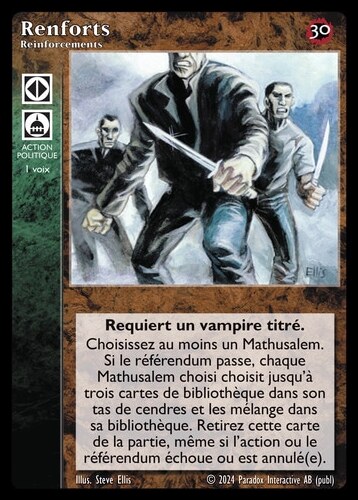 Renforts
Reinforcements
30
ACTION
POLITIQUE
1 voix
Ellis
Requiert un vampire titré.
Choisissez au moins un Mathusalem.
Si le référendum passe, chaque
Mathusalem choisi choisit jusqu'à
trois cartes de bibliothèque dans son
tas de cendres et les mélange dans
sa bibliothèque. Retirez cette carte
de la partie, même si l'action ou le
référendum échoue ou est annulé(e).
Illus. Steve Ellis
© 2024 Paradox Interactive AB (publ)